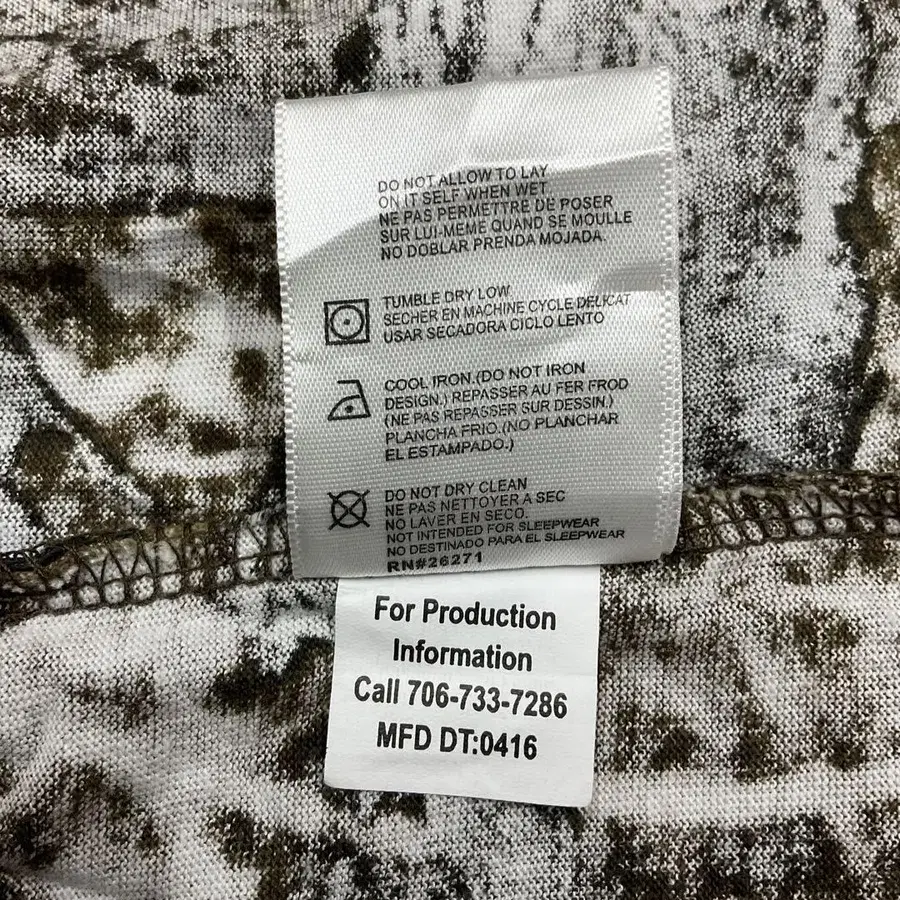 DO NOT ALLOW TO LAY
ON IT SELF WHEN WET
NE PAS PERMETTRE DE POSER
SUR LUI-MEME QUAND SE MOULLE
NO DOBLAR PRENDA MOJADA.
TUMBLE DRY LOW
SECHER EN MACHINE CYCLE DELICAT
USAR SECADORA CICLO LENTO
COOL IRON.(DO NOT IRON
DESIGN.) REPASSER AU FER FROD
(NE PAS REPASSER SUR DESSIN.)
PLANCHA FRIO.(NO PLANCHAR
EL ESTAMPADO.)
DO NOT DRY CLEAN
NE PAS NETTOYER A SEC
NO LAVER EN SECO.
NOT INTENDED FOR SLEEPWEAR
NO DESTINADO PARA EL SLEEPWEAR
RN#26271
For Production
Information
Call 706-733-7286
MFD DT:0416